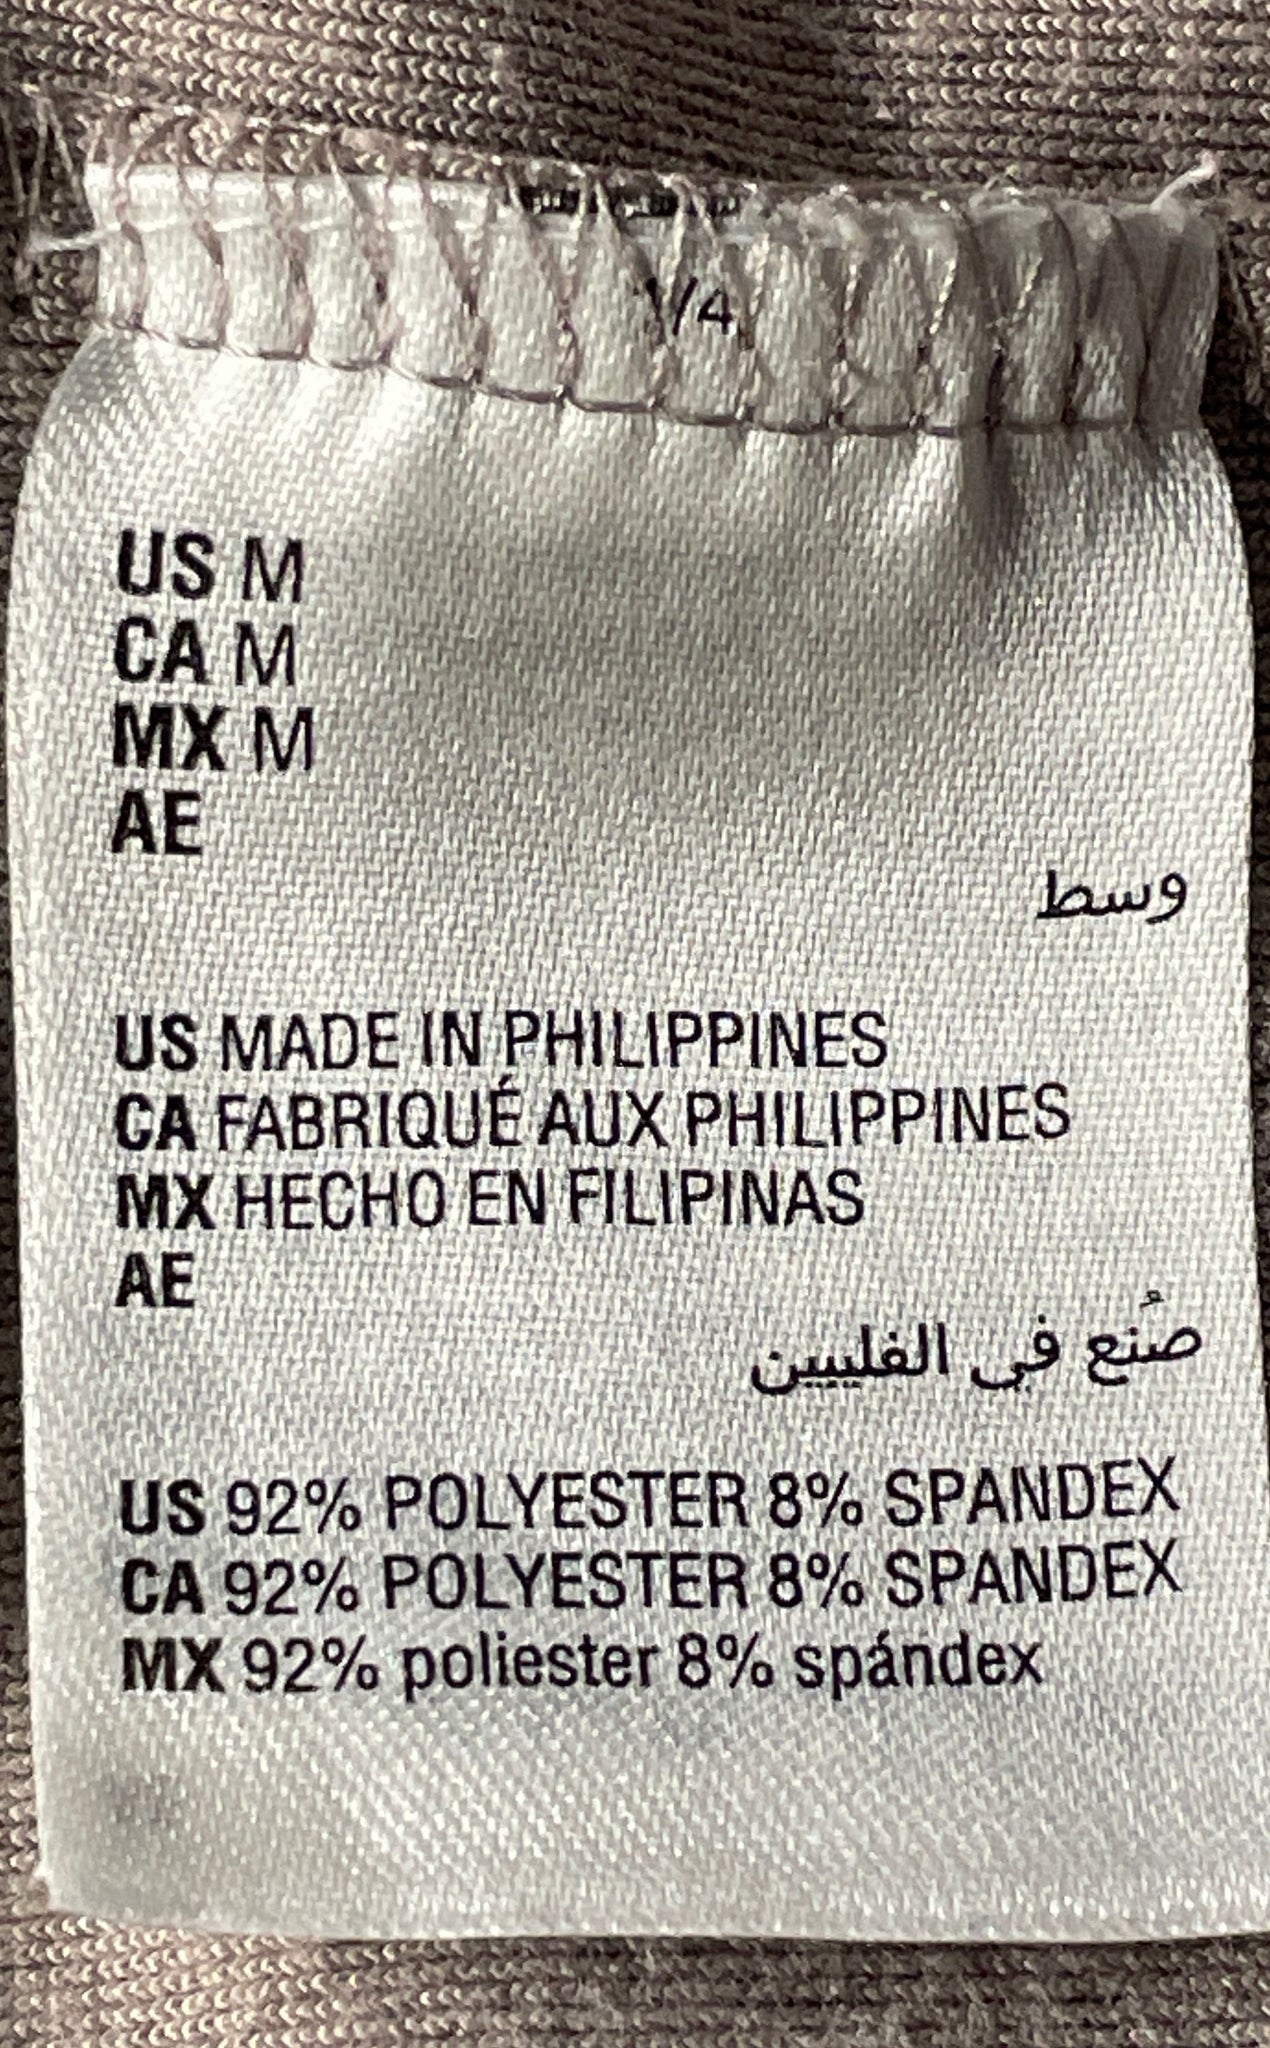 1/4
US M
CA M
MX M
AE
وسط
US MADE IN PHILIPPINES
CA FABRIQUÉ AUX PHILIPPINES
MX HECHO EN FILIPINAS
AE
صُنع في الفلبيين
US 92% POLYESTER 8% SPANDEX
CA 92% POLYESTER 8% SPANDEX
MX 92% poliester 8% spándex